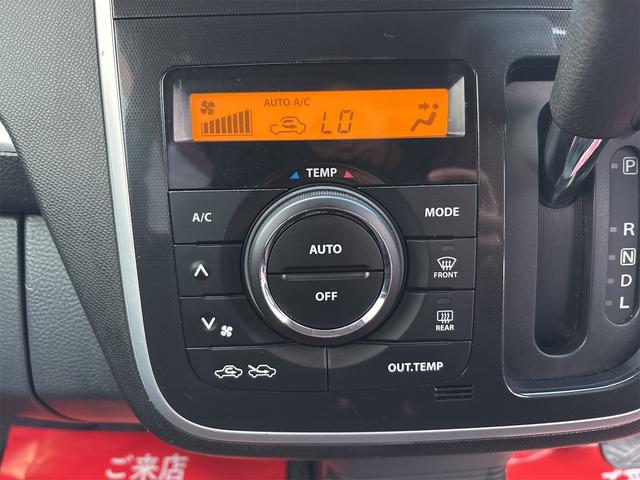 AUTO A/C
LO
TEMP
A/C
MODE
AUTO
OFF
FRONT
REAR
OUT.TEMP
P
R
N
D
L
ご来店